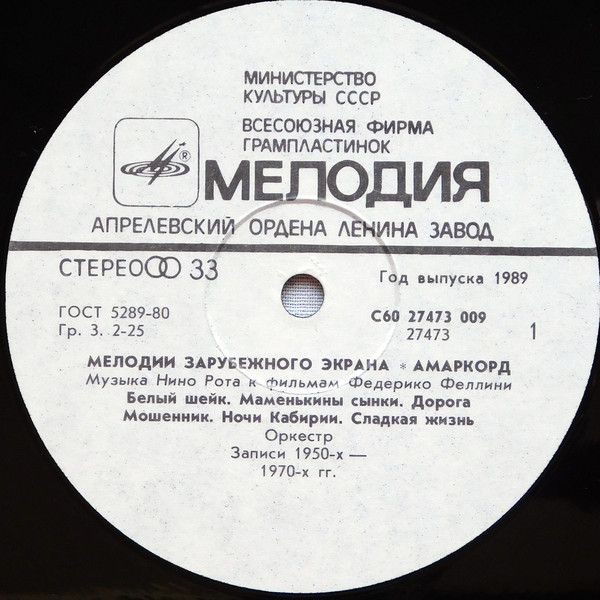 МИНИСТЕРСТВО
КУЛЬТУРЫ СССР
ВСЕСОЮЗНАЯ ФИРМА
ГРАМПЛАСТИНОК
®
МЕЛОДИЯ
АПРЕЛЕВСКИЙ ОРДЕНА ЛЕНИНА ЗАВОД
СТЕРЕО 33
Год выпуска 1989
ГОСТ 5289-80
Гр. 3. 2-25
С60 27473 009
27473
1
МЕЛОДИИ ЗАРУБЕЖНОГО ЭКРАНА * АМАРКОРД
Музыка Нино Рота к фильмам Федерико Феллини
Белый шейк. Маменькины сынки. Дорога
Мошенник. Ночи Кабирии. Сладкая жизнь
Оркестр
Записи 1950-х —
1970-х гг.